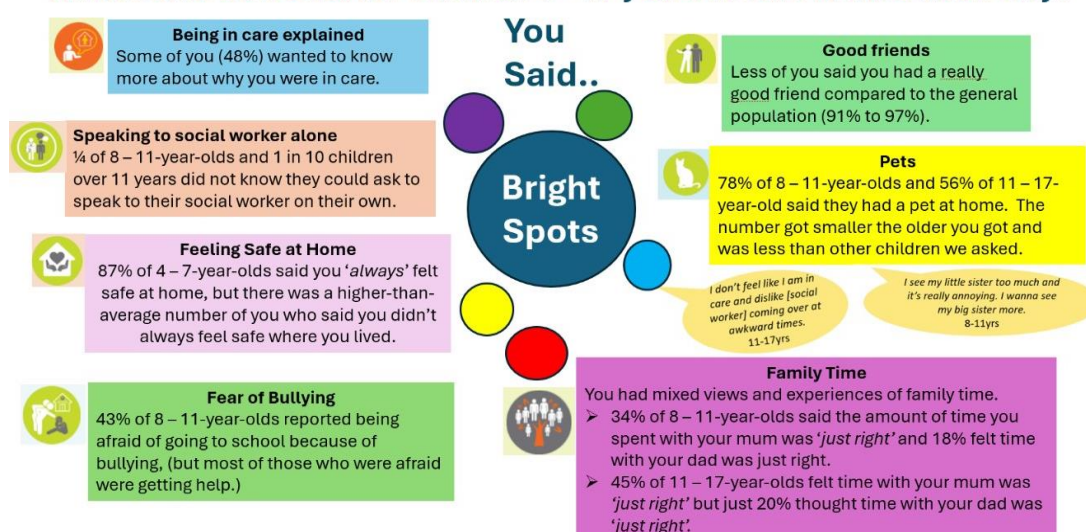 You
Said..
Bright
Spots
Being in care explained
Some of you (48%) wanted to know
more about why you were in care.
Speaking to social worker alone
¼ of 8 – 11-year-olds and 1 in 10 children
over 11 years did not know they could ask to
speak to their social worker on their own.
Feeling Safe at Home
87% of 4 – 7-year-olds said you ‘always’ felt
safe at home, but there was a higher-than-
average number of you who said you didn’t
always feel safe where you lived.
Fear of Bullying
43% of 8 – 11-year-olds reported being
afraid of going to school because of
bullying, (but most of those who were afraid
were getting help.)
Good friends
Less of you said you had a really
good friend compared to the general
population (91% to 97%).
Pets
78% of 8 – 11-year-olds and 56% of 11 – 17-
year-old said they had a pet at home. The
number got smaller the older you got and
was less than other children we asked.
I don’t feel like I am in
care and dislike [social
worker] coming over at
awkward times.
11-17yrs
I see my little sister too much and
it’s really annoying. I wanna see
my big sister more.
8-11yrs
Family Time
You had mixed views and experiences of family time.
➢ 34% of 8 – 11-year-olds said the amount of time you
spent with your mum was ‘just right’ and 18% felt time
with your dad was just right.
➢ 45% of 11 – 17-year-olds felt time with your mum was
‘just right’ but just 20% thought time with your dad was
‘just right’.